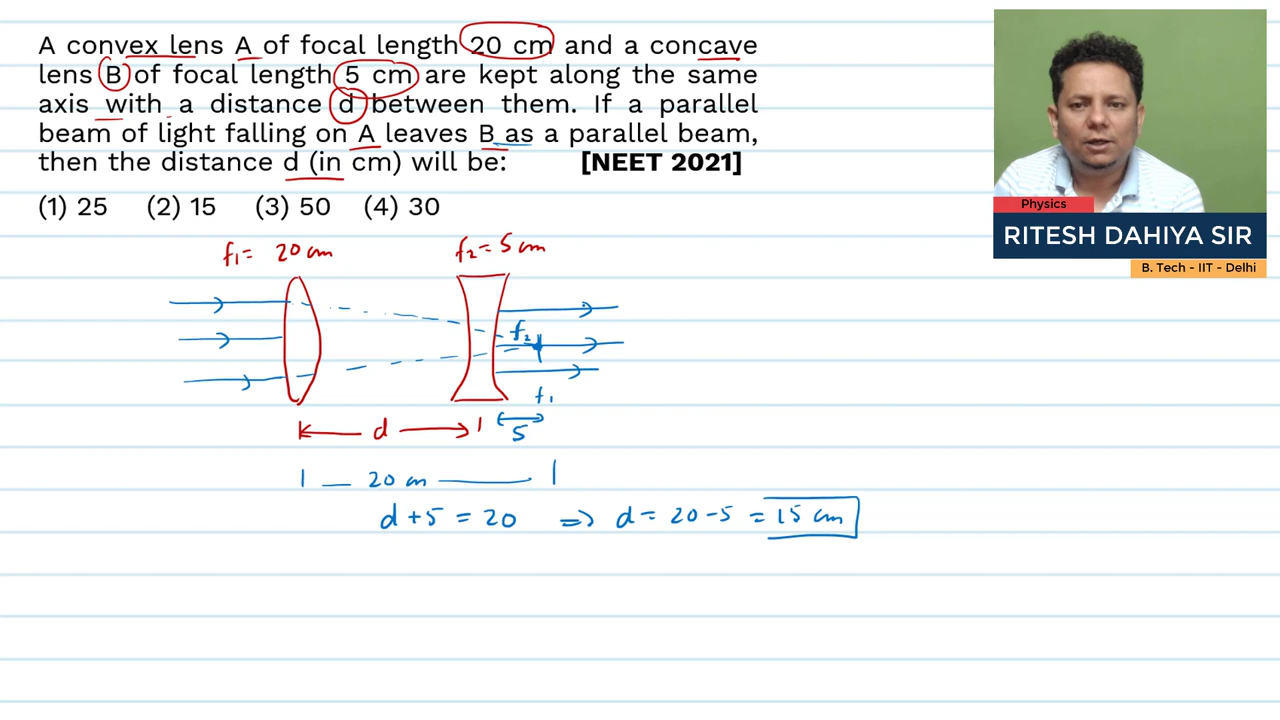 A convex lens A of focal length 20 cm and a concave
lens B of focal length 5 cm are kept along the same
axis with a distance d between them. If a parallel
beam of light falling on A leaves B as a parallel beam,
then the distance d (in cm) will be: [NEET 2021]
(1) 25 (2) 15 (3) 50 (4) 30
Physics
RITESH DAHIYA SIR
B. Tech - IIT - Delhi
f₁ = 20 cm f₂ = 5 cm
f₂
f₁
d 5
20 cm
d + 5 = 20 ⇒ d = 20 - 5 = 15 cm